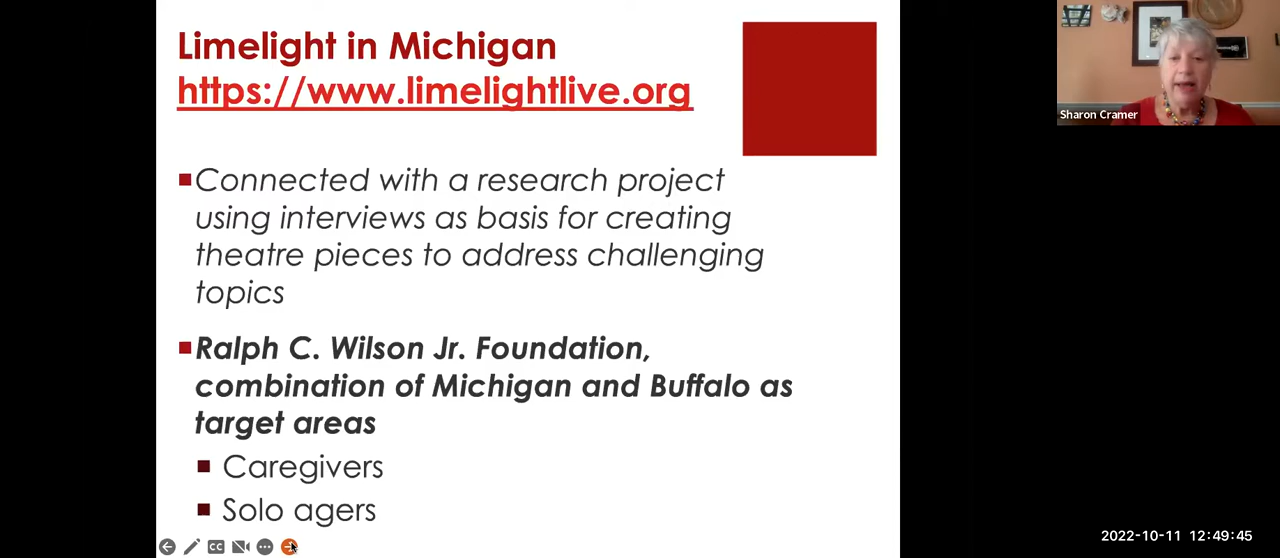 Limelight in Michigan
https://www.limelightlive.org
Connected with a research project
using interviews as basis for creating
theatre pieces to address challenging
topics
Ralph C. Wilson Jr. Foundation,
combination of Michigan and Buffalo as
target areas
Caregivers
Solo agers
CC
Sharon Cramer
2022-10-11 12:49:45